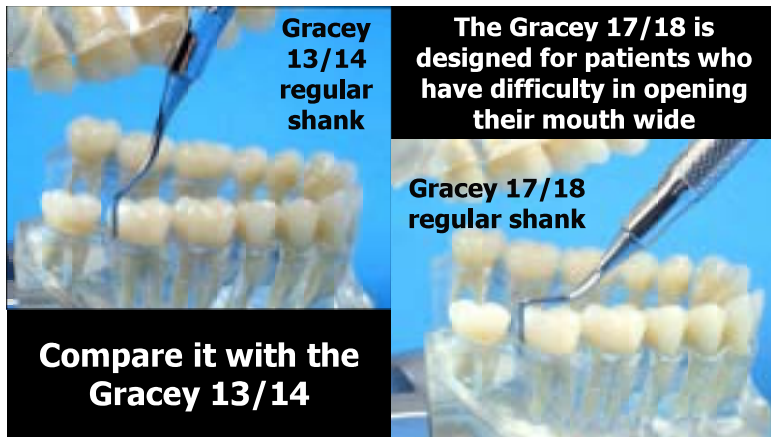 Gracey
13/14
regular
shank
Compare it with the
Gracey 13/14
The Gracey 17/18 is
designed for patients who
have difficulty in opening
their mouth wide
Gracey 17/18
regular shank